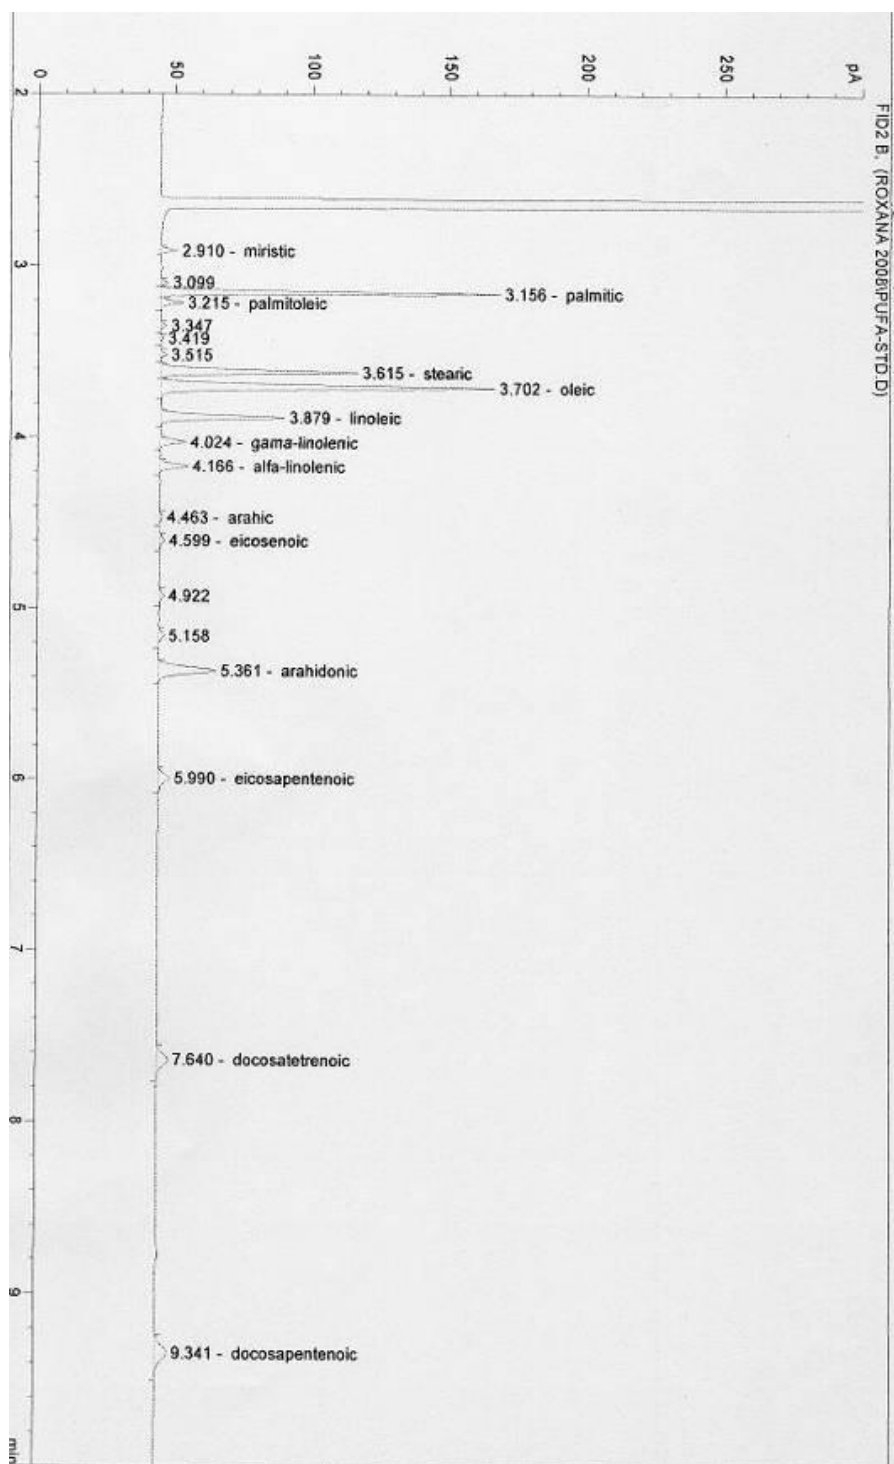 FID2 B, (ROXANA 2008\PUFA-STD.D)
pA
250
200
150
100
50
0
2
3
4
5
6
7
8
9
min
2.910 - miristic
3.099
3.156 - palmitic
3.215 - palmitoleic
3.347
3.419
3.515
3.615 - stearic
3.702 - oleic
3.879 - linoleic
4.024 - gama-linolenic
4.166 - alfa-linolenic
4.463 - arahic
4.599 - eicosenoic
4.922
5.158
5.361 - arahidonic
5.990 - eicosapentenoic
7.640 - docosatetrenoic
9.341 - docosapentenoic